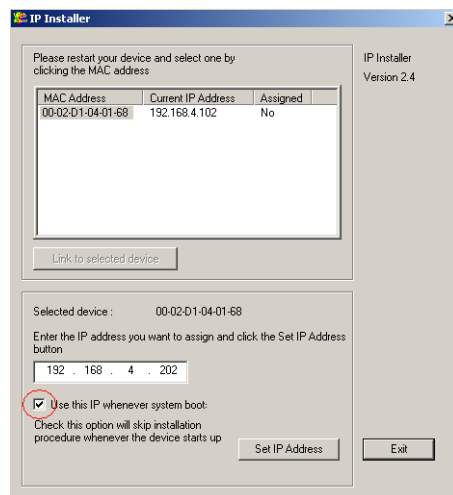 IP Installer
Please restart your device and select one by
clicking the MAC address
IP Installer
Version 2.4
MAC Address Current IP Address Assigned
00-02-D1-04-01-68 192.168.4.102 No
Link to selected device
Selected device : 00-02-D1-04-01-68
Enter the IP address you want to assign and click the Set IP Address
button
192 . 168 . 4 . 202
Use this IP whenever system boot:
Check this option will skip installation
procedure whenever the device starts up
Set IP Address
Exit